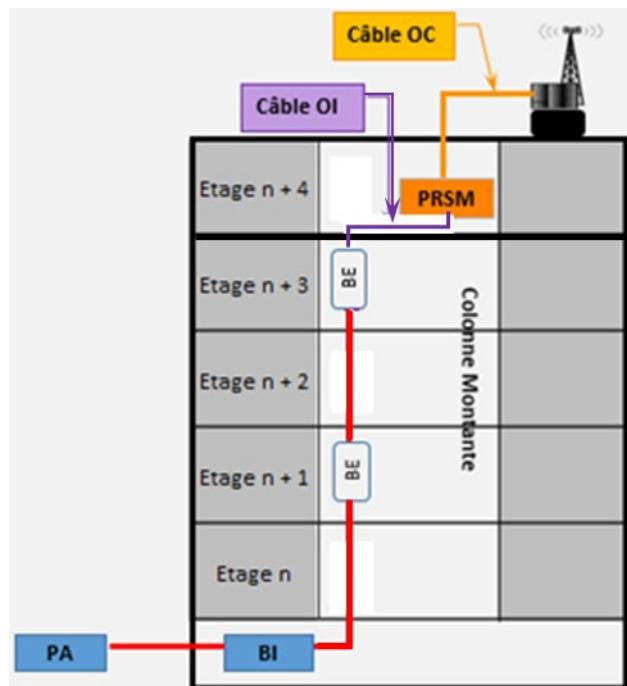 Câble OC
Câble OI
Etage n + 4
PRSM
Etage n + 3
BE
Colonne Montante
Etage n + 2
Etage n + 1
BE
Etage n
PA
BI